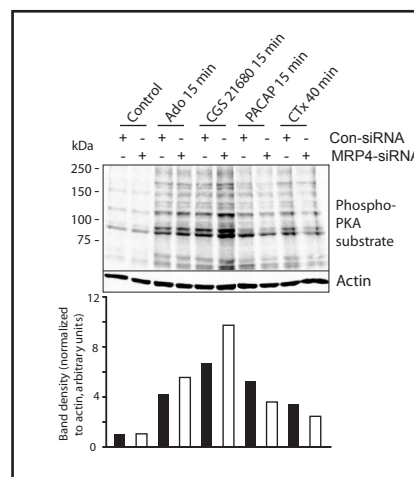 Control
Ado 15 min
CGS 21680 15 min
PACAP 15 min
CTx 40 min
+ - + - + - + - + - Con-siRNA
- + - + - + - + - + MRP4-siRNA
kDa
250
150
100
75
Phospho-
PKA
substrate
Actin
Band density (normalized
to actin, arbitrary units)
12
8
4
0